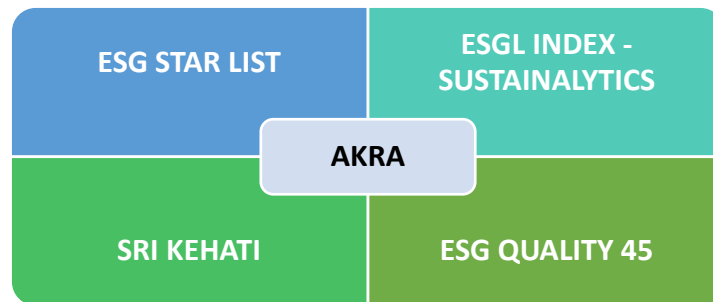 ESG STAR LIST
ESGL INDEX -
SUSTAINALYTICS
AKRA
SRI KEHATI
ESG QUALITY 45